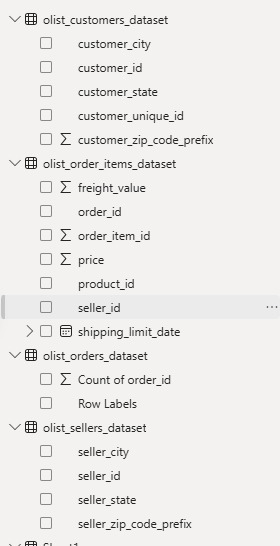 olist_customers_dataset
customer_city
customer_id
customer_state
customer_unique_id
∑ customer_zip_code_prefix
olist_order_items_dataset
∑ freight_value
order_id
∑ order_item_id
∑ price
product_id
seller_id ...
shipping_limit_date
olist_orders_dataset
∑ Count of order_id
Row Labels
olist_sellers_dataset
seller_city
seller_id
seller_state
seller_zip_code_prefix